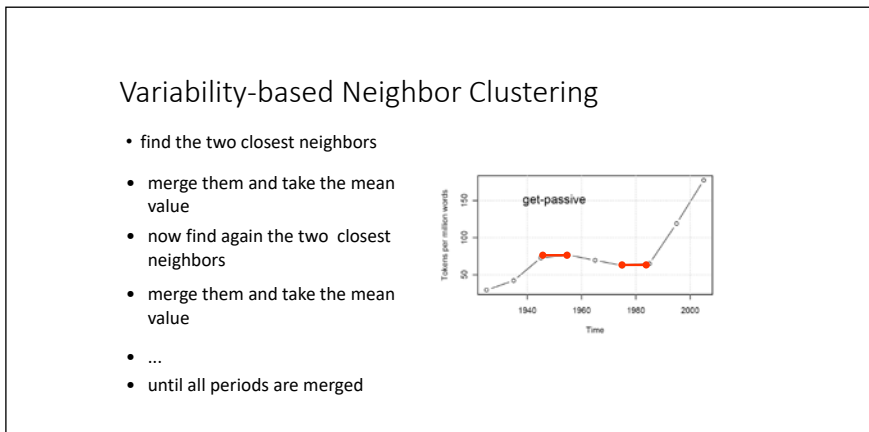 Variability-based Neighbor Clustering
• find the two closest neighbors
• merge them and take the mean
value
• now find again the two closest
neighbors
• merge them and take the mean
value
• ...
• until all periods are merged
get-passive
Tokens per million words
150
100
50
1940
1960
1980
2000
Time